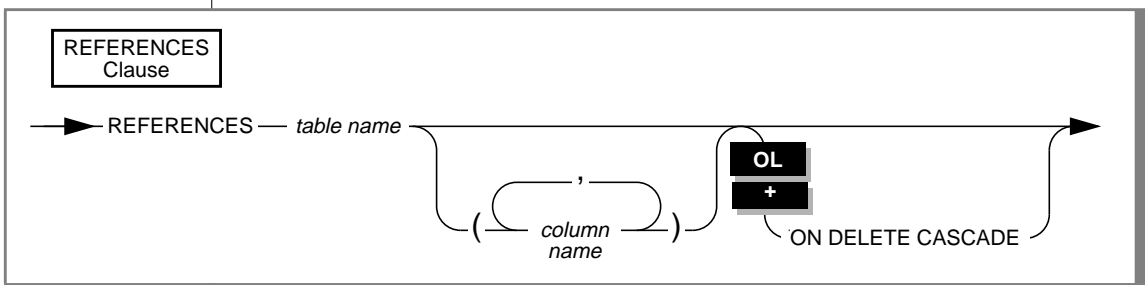 REFERENCES
Clause
REFERENCES table name
OL
+
,
( column
name )
ON DELETE CASCADE